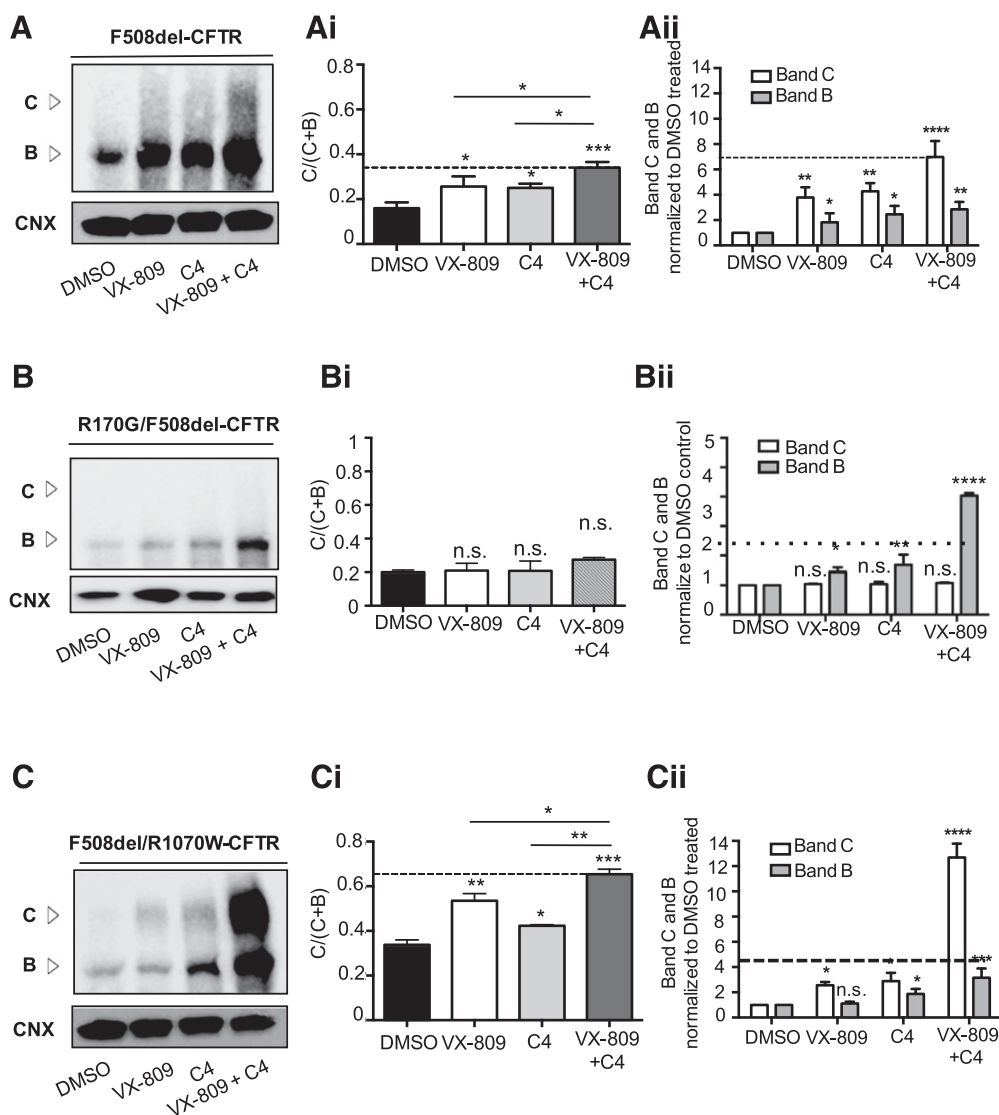 A
F508del-CFTR
C
B
CNX
DMSO
VX-809
C4
VX-809 + C4
Ai
C/(C+B)
0.8
0.6
0.4
0.2
0
*
*
*
*
***
DMSO
VX-809
C4
VX-809
+C4
Aii
Band C and B
normalized to DMSO treated
14
12
10
8
6
4
2
0
Band C
Band B
**
*
**
*
****
**
DMSO
VX-809
C4
VX-809
+C4
B
R170G/F508del-CFTR
C
B
CNX
DMSO
VX-809
C4
VX-809 + C4
Bi
C/(C+B)
1
0.8
0.6
0.4
0.2
0
n.s.
n.s.
n.s.
DMSO
VX-809
C4
VX-809
+C4
Bii
Band C and B
normalize to DMSO control
5
4
2
2
1
0
Band C
Band B
n.s.
*
n.s.
**
n.s.
****
DMSO
VX-809
C4
VX-809
+C4
C
F508del/R1070W-CFTR
C
B
CNX
DMSO
VX-809
C4
VX-809 + C4
Ci
C/(C+B)
0.8
0.6
0.4
0.2
0
*
**
**
*
***
DMSO
VX-809
C4
VX-809
+C4
Cii
Band C and B
normalized to DMSO treated
14
12
10
8
6
4
2
0
Band C
Band B
*
n.s.
*
*
****
***
DMSO
VX-809
C4
VX-809
+C4